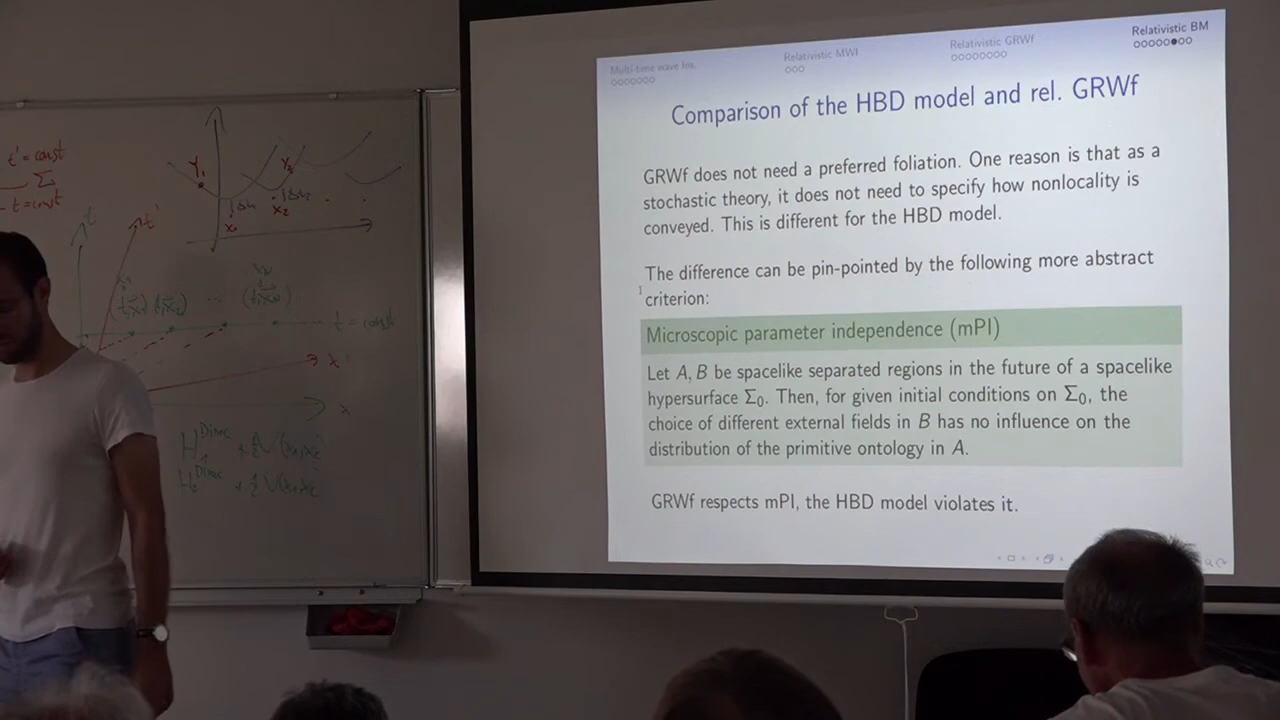 Multi-time wave fns.
Relativistic MWI
Relativistic GRWf
Relativistic BM
Comparison of the HBD model and rel. GRWf
GRWf does not need a preferred foliation. One reason is that as a
stochastic theory, it does not need to specify how nonlocality is
conveyed. This is different for the HBD model.
The difference can be pin-pointed by the following more abstract
criterion:
Microscopic parameter independence (mPI)
Let A, B be spacelike separated regions in the future of a spacelike
hypersurface Σ₀. Then, for given initial conditions on Σ₀, the
choice of different external fields in B has no influence on the
distribution of the primitive ontology in A.
GRWf respects mPI, the HBD model violates it.
t' = const
Σ
t = const
t
t'
Y₁
X₂
t = const
x'
x